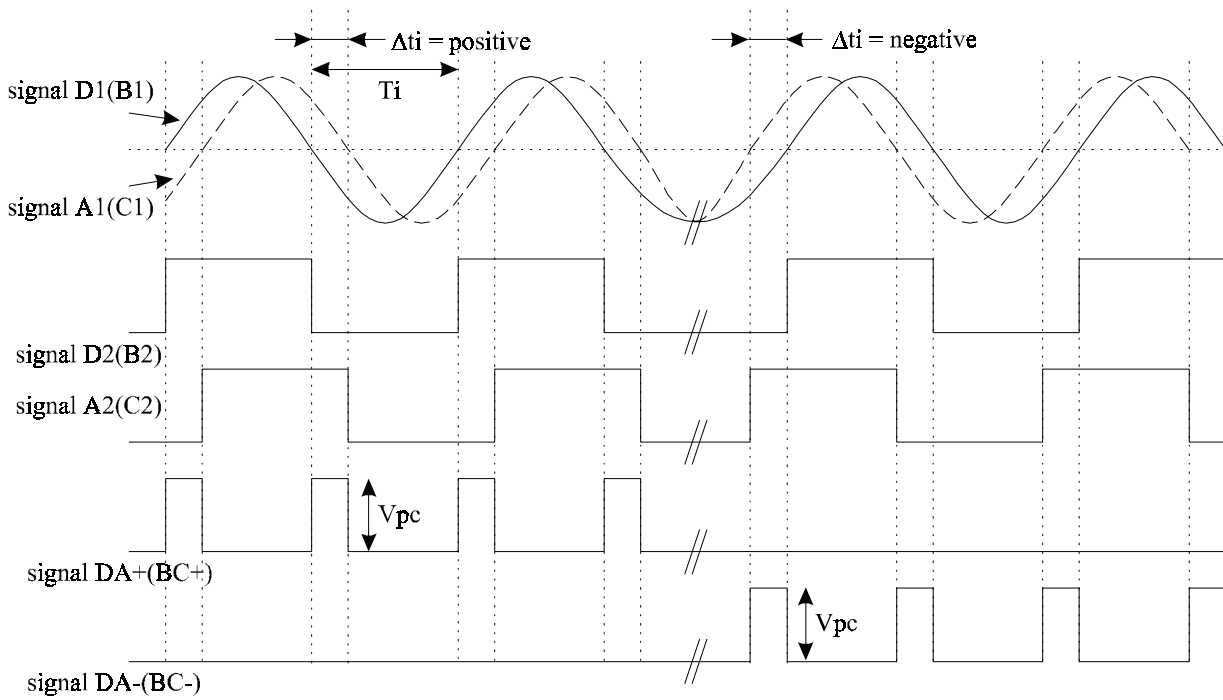 Δti = positive
Δti = negative
Ti
signal D1(B1)
signal A1(C1)
signal D2(B2)
signal A2(C2)
Vpc
signal DA+(BC+)
Vpc
signal DA-(BC-)